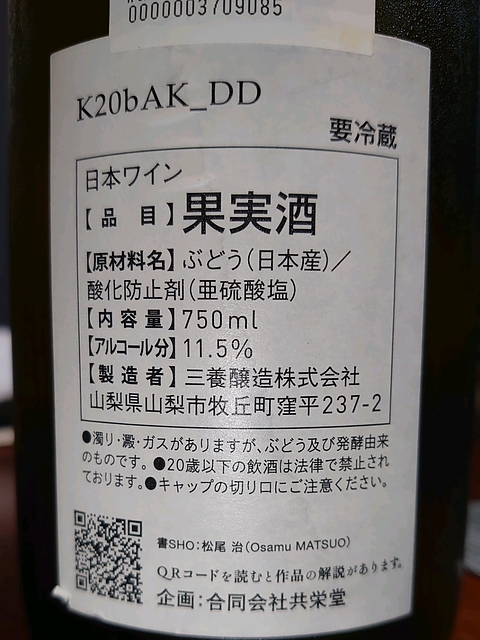 0000003709085
K20bAK_DD
要冷蔵
日本ワイン
【品 目】果実酒
【原材料名】ぶどう(日本産)/
酸化防止剤(亜硫酸塩)
【内容量】750ml
【アルコール分】11.5%
【製造者】三養醸造株式会社
山梨県山梨市牧丘町窪平237-2
●濁り・澱・ガスがありますが、ぶどう及び発酵由来
のものです。●20歳以下の飲酒は法律で禁止され
ております。●キャップの切り口にご注意ください。
書SHO:松尾 治(Osamu MATSUO)
QRコードを読むと作品の解説があります。
企画:合同会社共栄堂